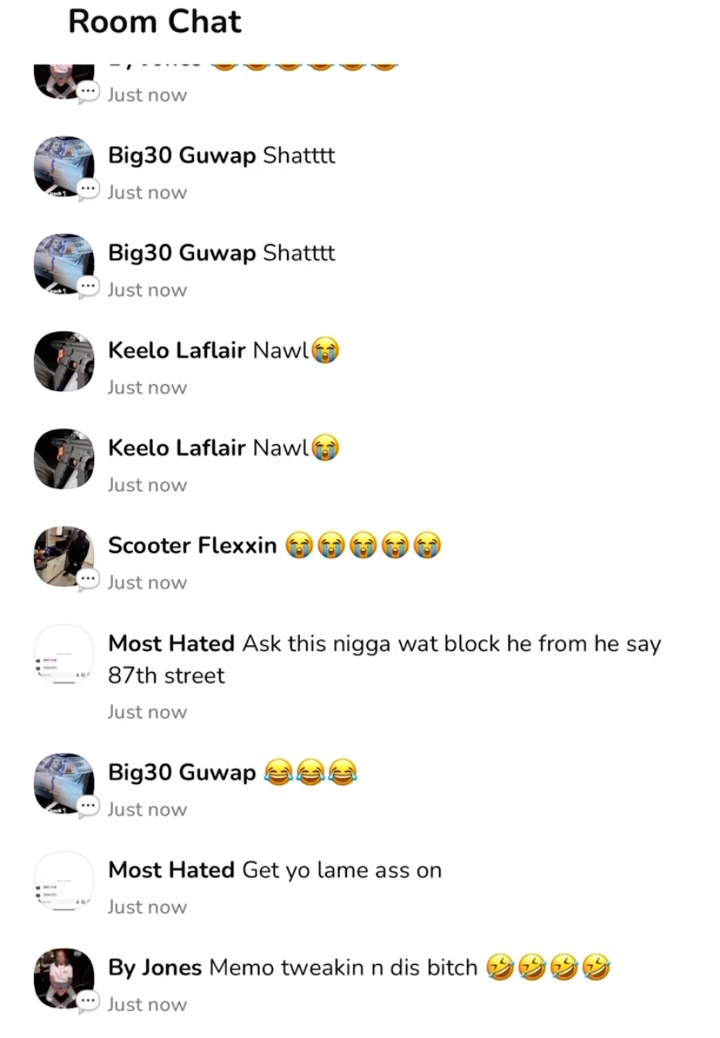 Room Chat
Just now
Big30 Guwap Shatttt
Just now
Big30 Guwap Shatttt
Just now
Keelo Laflair Nawl😭
Just now
Keelo Laflair Nawl😭
Just now
Scooter Flexxin 😭😭😭😭😭
Just now
Most Hated Ask this nigga wat block he from he say
87th street
Just now
Big30 Guwap 😂😂😂
Just now
Most Hated Get yo lame ass on
Just now
By Jones Memo tweakin n dis bitch 🤣🤣🤣🤣
Just now